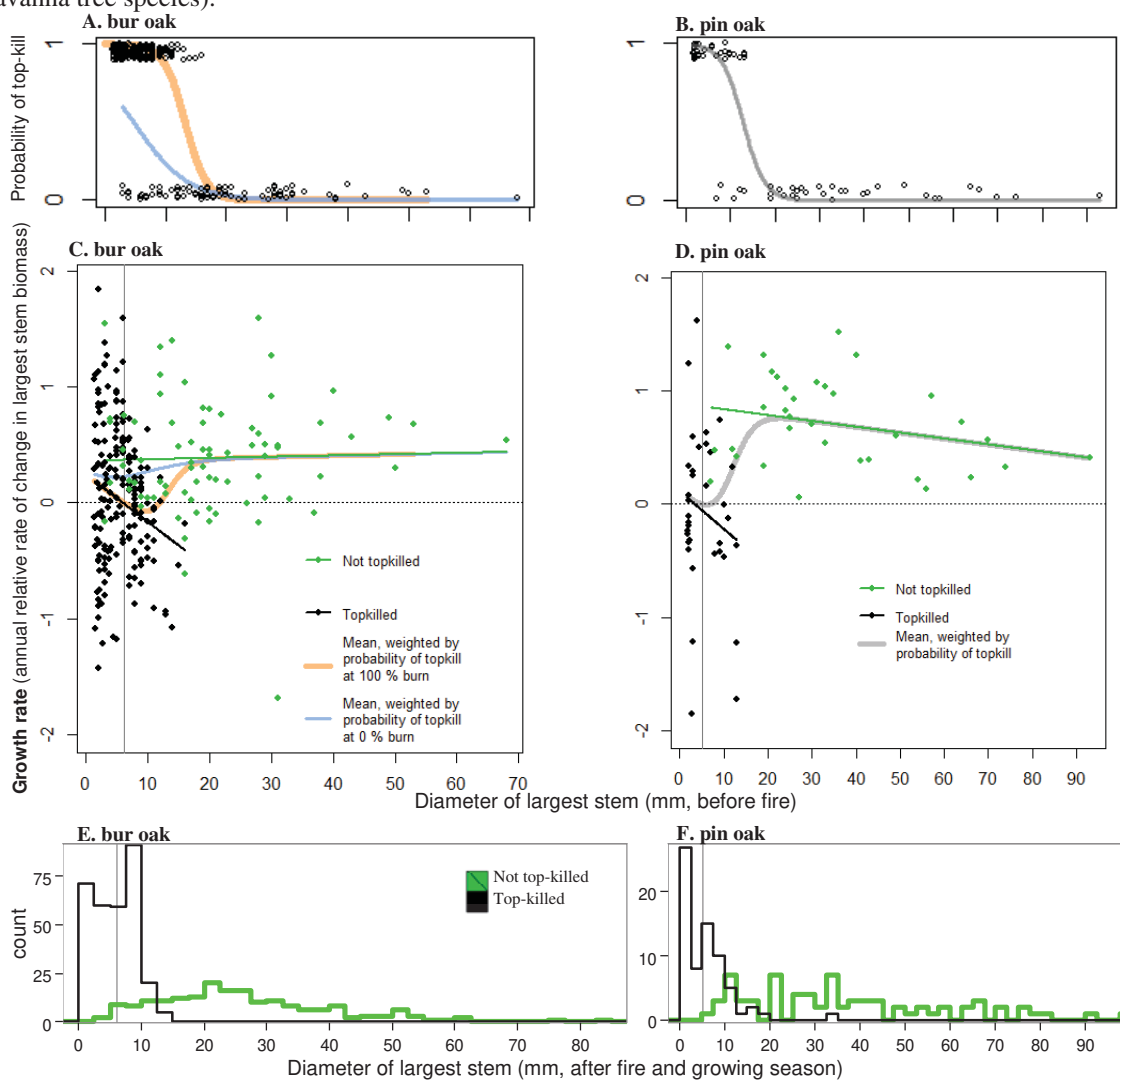 avanna tree species).
A. bur oak
B. pin oak
Probability of top-kill
1
0
1
0
C. bur oak
D. pin oak
Growth rate (annual relative rate of change in largest stem biomass)
2
1
0
-1
-2
2
1
0
-1
-2
Not topkilled
Topkilled
Mean, weighted by
probability of topkill
at 100 % burn
Mean, weighted by
probability of topkill
at 0 % burn
Not topkilled
Topkilled
Mean, weighted by
probability of topkill
0 10 20 30 40 50 60 70
0 10 20 30 40 50 60 70 80 90
Diameter of largest stem (mm, before fire)
E. bur oak
F. pin oak
count
75
50
25
0
Not top-killed
Top-killed
20
10
0
0 10 20 30 40 50 60 70 80
0 10 20 30 40 50 60 70 80 90
Diameter of largest stem (mm, after fire and growing season)